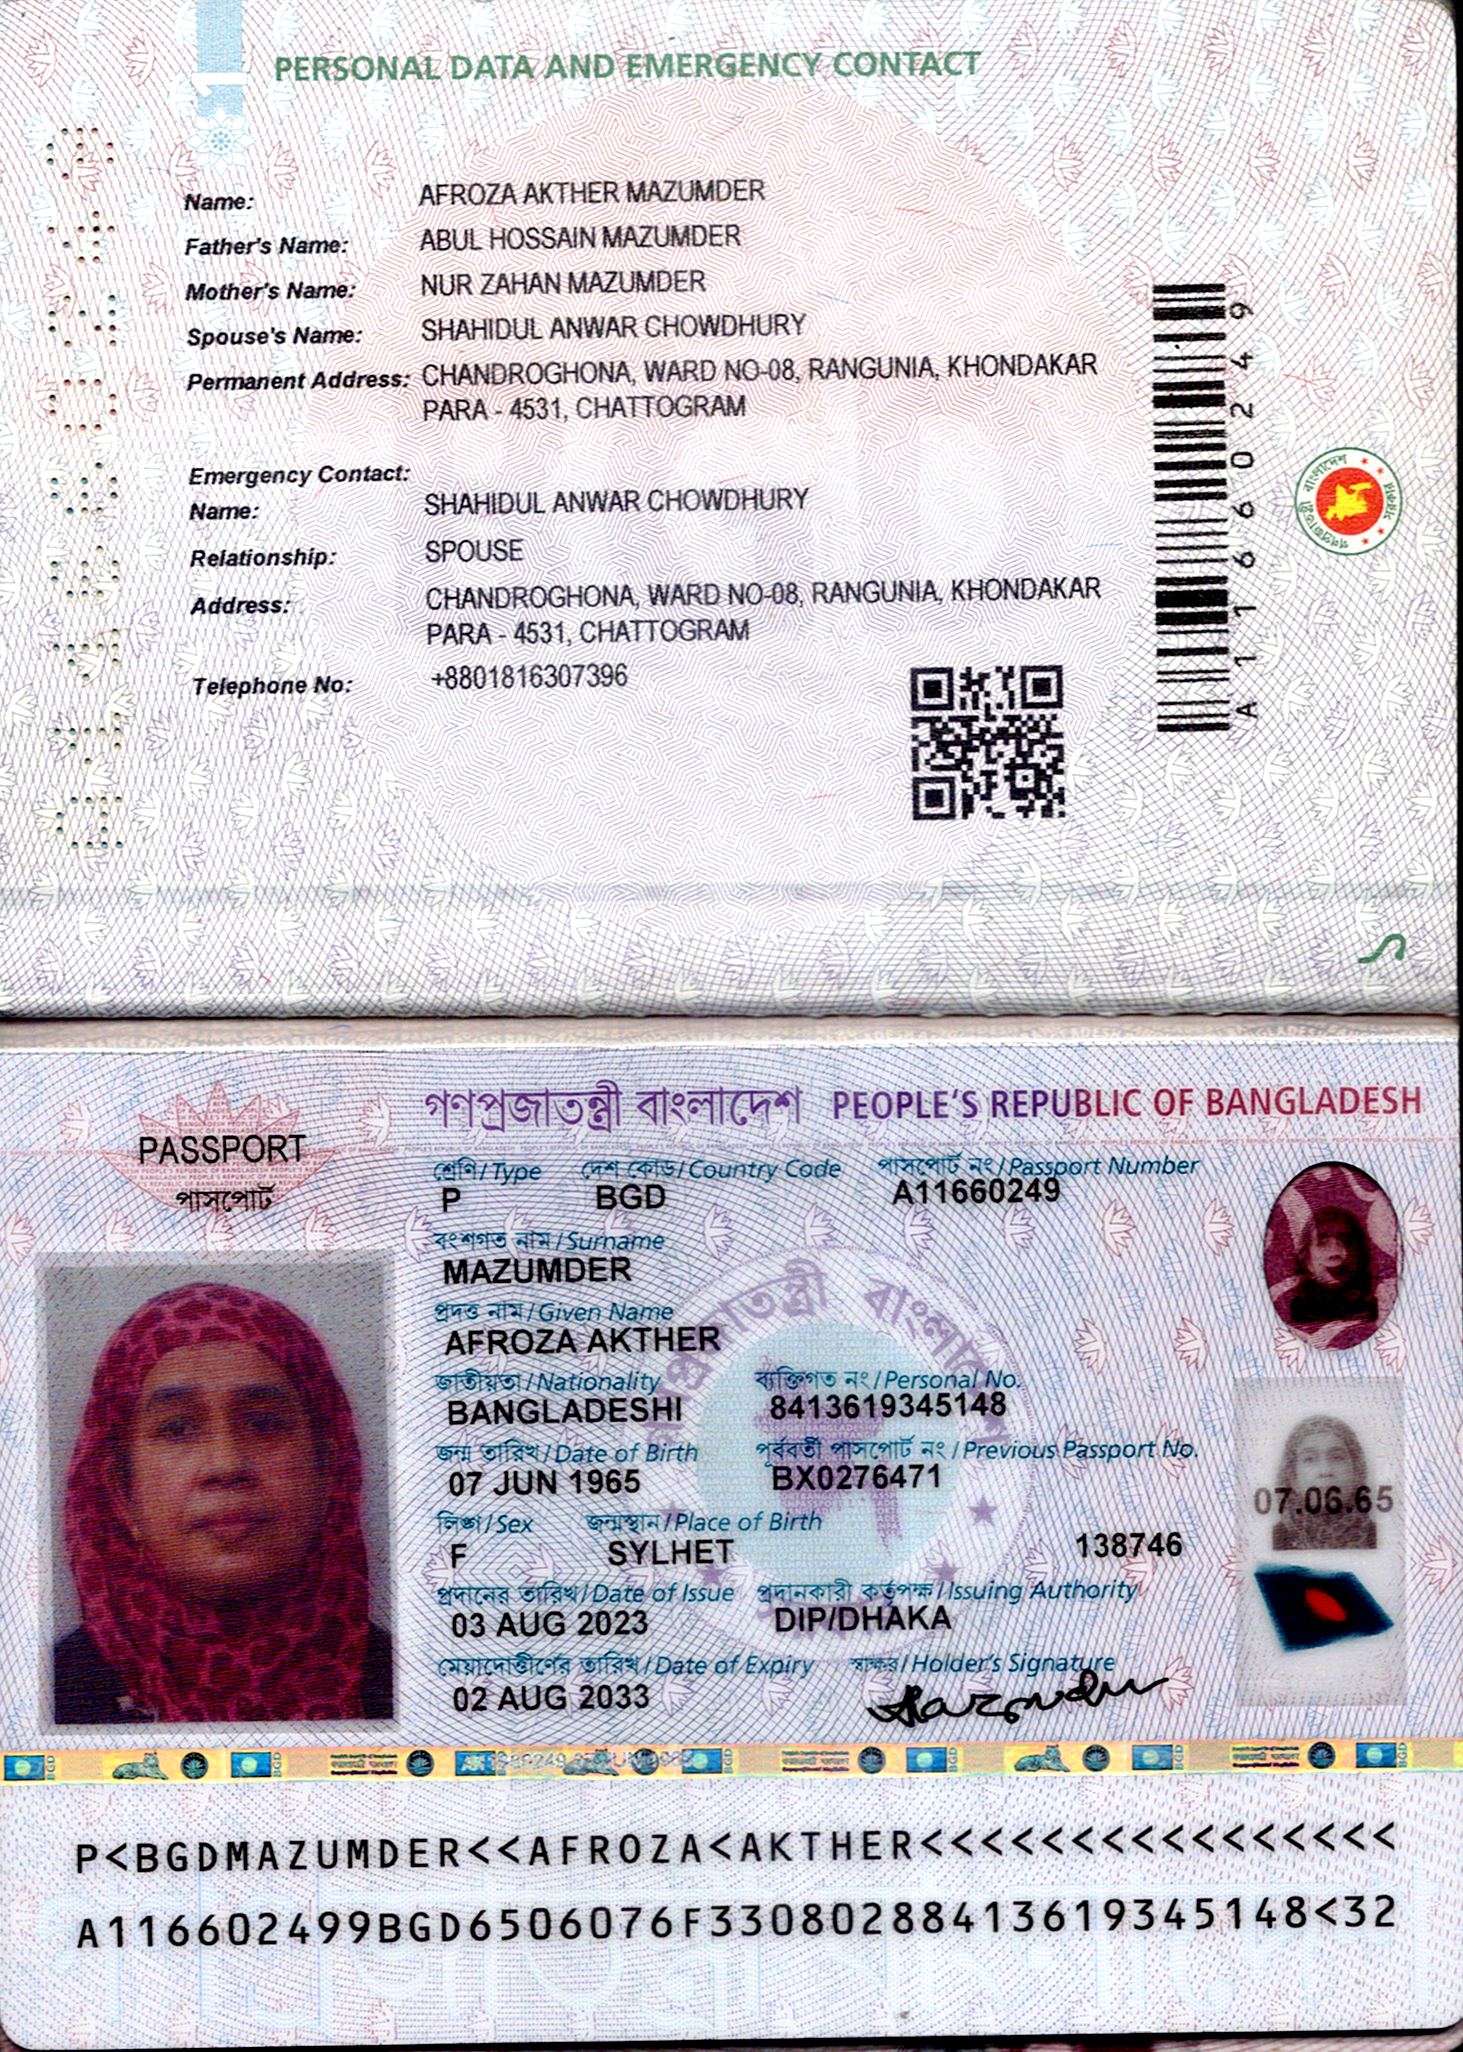 1
PERSONAL DATA AND EMERGENCY CONTACT
Name: AFROZA AKTHER MAZUMDER
Father's Name: ABUL HOSSAIN MAZUMDER
Mother's Name: NUR ZAHAN MAZUMDER
Spouse's Name: SHAHIDUL ANWAR CHOWDHURY
Permanent Address: CHANDROGHONA, WARD NO-08, RANGUNIA, KHONDAKAR
PARA - 4531, CHATTOGRAM
Emergency Contact:
Name: SHAHIDUL ANWAR CHOWDHURY
Relationship: SPOUSE
Address: CHANDROGHONA, WARD NO-08, RANGUNIA, KHONDAKAR
PARA - 4531, CHATTOGRAM
Telephone No: +8801816307396
A11660249
গণপ্রজাতন্ত্রী বাংলাদেশ PEOPLE'S REPUBLIC OF BANGLADESH
PASSPORT
পাসপোর্ট
শ্রেণি/Type দেশ কোড/Country Code পাসপোর্ট নং/Passport Number
P BGD A11660249
বংশগত নাম/Surname
MAZUMDER
প্রদত্ত নাম/Given Name
AFROZA AKTHER
জাতীয়তা/Nationality ব্যক্তিগত নং/Personal No.
BANGLADESHI 8413619345148
জন্ম তারিখ/Date of Birth পূর্ববর্তী পাসপোর্ট নং/Previous Passport No.
07 JUN 1965 BX0276471
07.06.65
লিঙ্গ/Sex জন্মস্থান/Place of Birth
F SYLHET 138746
প্রদানের তারিখ/Date of Issue প্রদানকারী কর্তৃপক্ষ/Issuing Authority
03 AUG 2023 DIP/DHAKA
মেয়াদোত্তীর্ণের তারিখ/Date of Expiry স্বাক্ষর/Holder's Signature
02 AUG 2033
P<BGDMAZUMDER<<AFROZA<AKTHER<<<<<<<<<<<<<<<<
A116602499BGD6506076F33080288413619345148<32